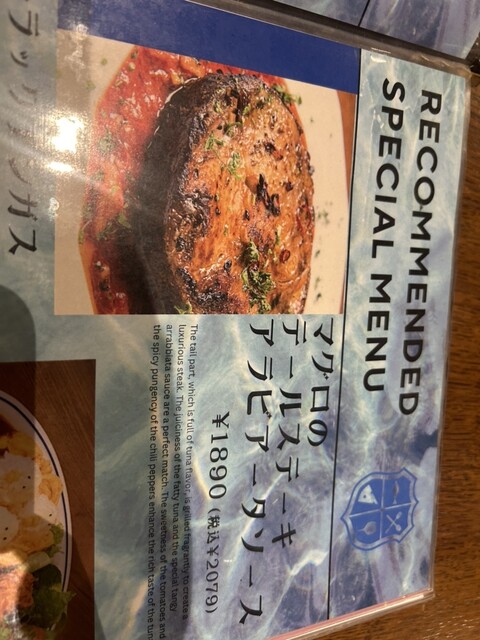 RECOMMENDED
SPECIAL MENU
マグロの
テールステーキ
アラビアータソース
¥1890 (税込¥2079)
The tail part, which is full of tuna flavor, is grilled fragrantly to create a
luxurious steak. The juiciness of the fatty tuna and the special tangy
arrabbiata sauce are a perfect match. The sweetness of the tomatoes and
the spicy pungency of the chili peppers enhance the rich taste of the tun